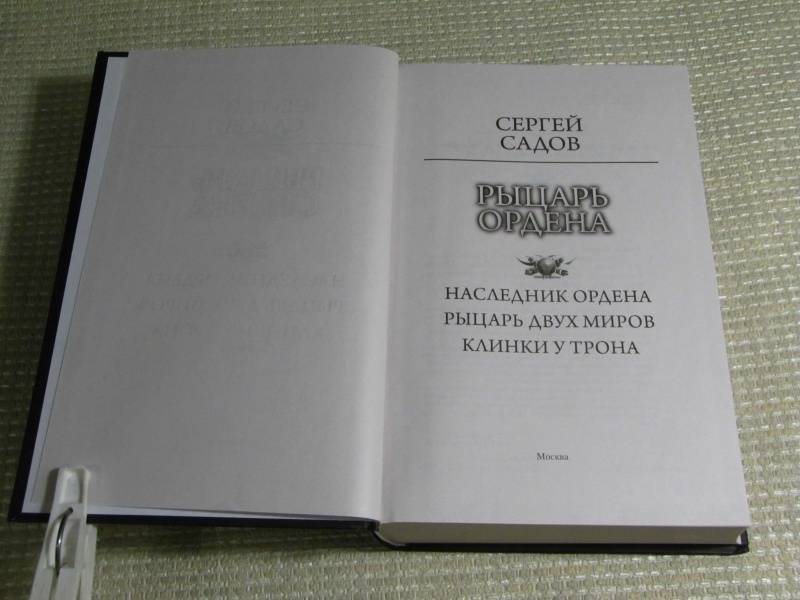 СЕРГЕЙ
САДОВ
РЫЦАРЬ
ОРДЕНА
НАСЛЕДНИК ОРДЕНА
РЫЦАРЬ ДВУХ МИРОВ
КЛИНКИ У ТРОНА
Москва